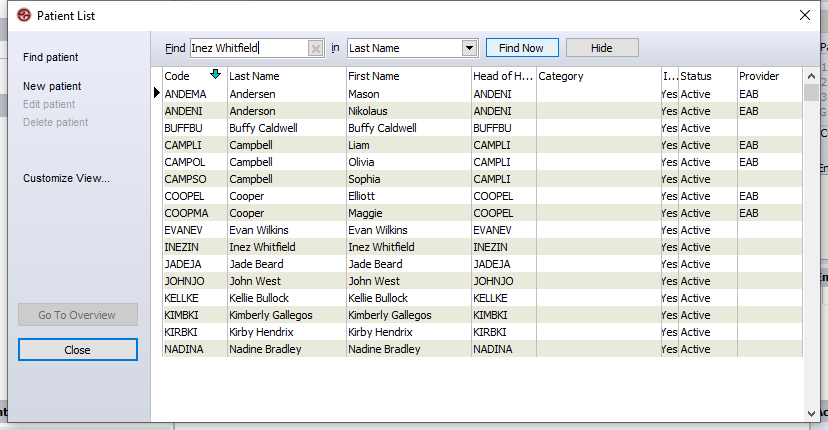 Patient List
Find patient
New patient
Edit patient
Delete patient
Customize View...
Go To Overview
Close
Find Inez Whitfield in Last Name Find Now Hide
Code Last Name First Name Head of H... Category I... Status Provider
ANDEMA Andersen Mason ANDENI Yes Active EAB
ANDENI Anderson Nikolaus ANDENI Yes Active EAB
BUFFBU Buffy Caldwell Buffy Caldwell BUFFBU Yes Active
CAMPLI Campbell Liam CAMPLI Yes Active EAB
CAMPOL Campbell Olivia CAMPLI Yes Active EAB
CAMPSO Campbell Sophia CAMPLI Yes Active
COOPEL Cooper Elliott COOPEL Yes Active EAB
COOPMA Cooper Maggie COOPEL Yes Active EAB
EVANEV Evan Wilkins Evan Wilkins EVANEV Yes Active
INEZIN Inez Whitfield Inez Whitfield INEZIN Yes Active
JADEJA Jade Beard Jade Beard JADEJA Yes Active
JOHNJO John West John West JOHNJO Yes Active
KELLKE Kellie Bullock Kellie Bullock KELLKE Yes Active
KIMBKI Kimberly Gallegos Kimberly Gallegos KIMBKI Yes Active
KIRBKI Kirby Hendrix Kirby Hendrix KIRBKI Yes Active
NADINA Nadine Bradley Nadine Bradley NADINA Yes Active